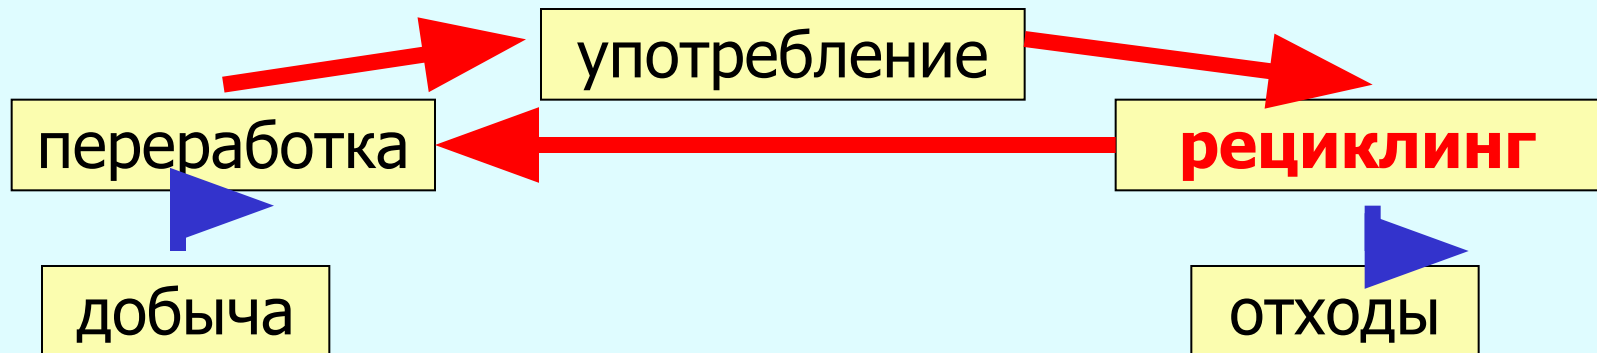 употребление
переработка
рециклинг
добыча
отходы